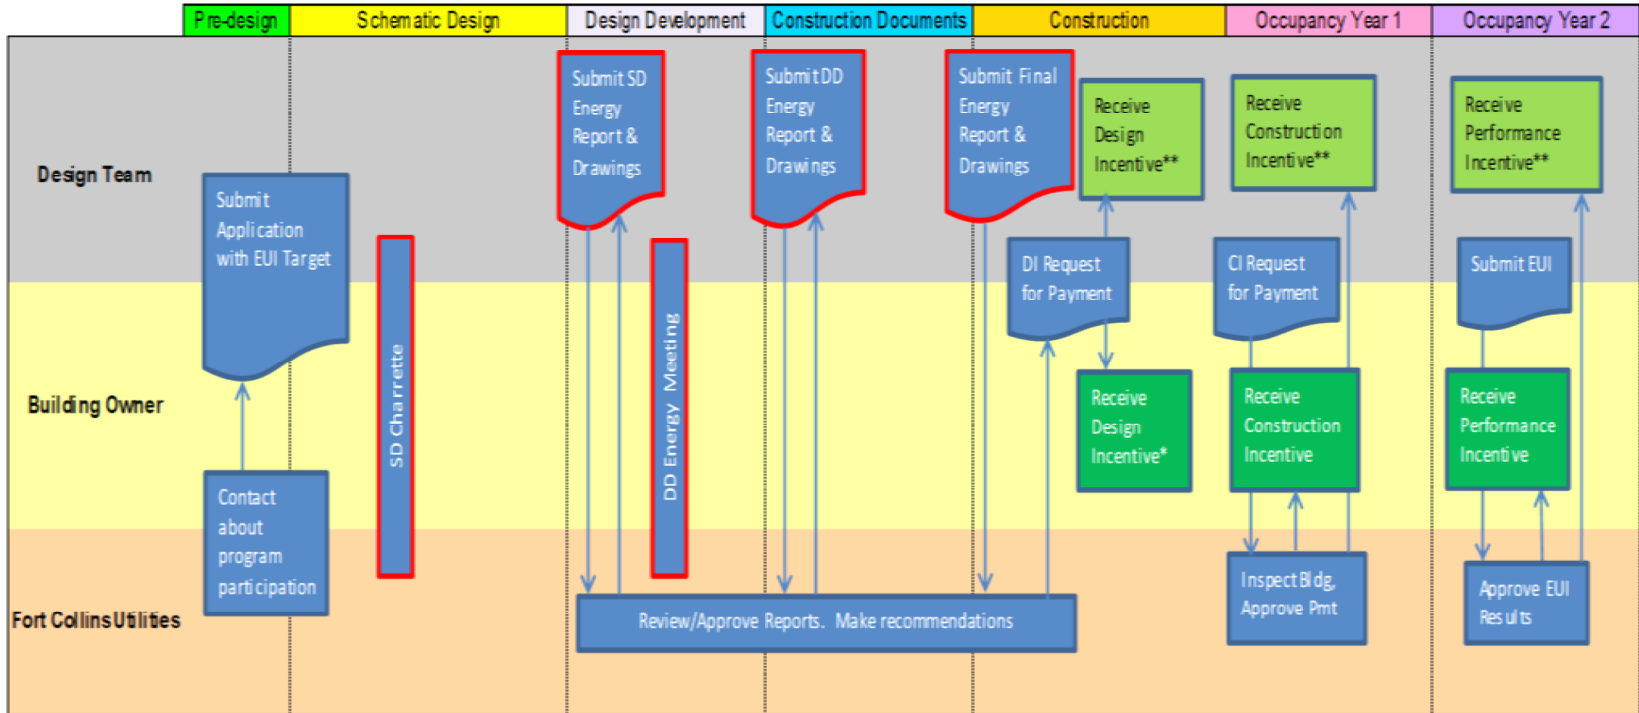 Pre-design
Schematic Design
Design Development
Construction Documents
Construction
Occupancy Year 1
Occupancy Year 2
Design Team
Submit
Application
with EUI Target
Submit SD
Energy
Report &
Drawings
Submit DD
Energy
Report &
Drawings
Submit Final
Energy
Report &
Drawings
Receive
Design
Incentive**
Receive
Construction
Incentive**
Receive
Performance
Incentive**
DI Request
for Payment
CI Request
for Payment
Submit EUI
Building Owner
SD Charrette
DD Energy Meeting
Receive
Design
Incentive*
Receive
Construction
Incentive
Receive
Performance
Incentive
Contact
about
program
participation
Fort Collins Utilities
Review/Approve Reports. Make recommendations
Inspect Bldg,
Approve Pmt
Approve EUI
Results